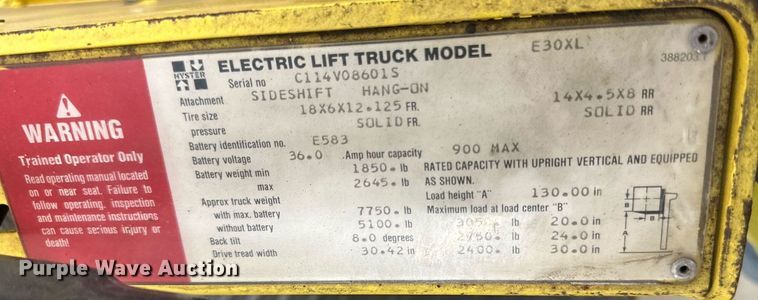 WARNING
Trained Operator Only
Read operating manual located
on or near seat. Failure to
follow operating, inspection
and maintenance instructions
can cause serious injury or
death!
HYSTER
ELECTRIC LIFT TRUCK MODEL E30XL
Serial no C114V08601S 388203
Attachment SIDESHIFT HANG-ON
Tire size 18X6X12.125 FR. 14X4.5X8 RR
pressure SOLID FR. SOLID RR
Battery identification no. E583
Battery voltage 36.0 Amp hour capacity 900 MAX
Battery weight min 1850. lb RATED CAPACITY WITH UPRIGHT VERTICAL AND EQUIPPED
max 2645. lb AS SHOWN.
Approx truck weight Load height "A" 130.00 in
with max. battery 7750. lb Maximum load at load center "B"
without battery 5100. lb 3050. lb 20.0 in
Back tilt 8.0 degrees 2750. lb 24.0 in
Drive tread width 30.42 in 2400. lb 30.0 in
B
A
Purple Wave Auction